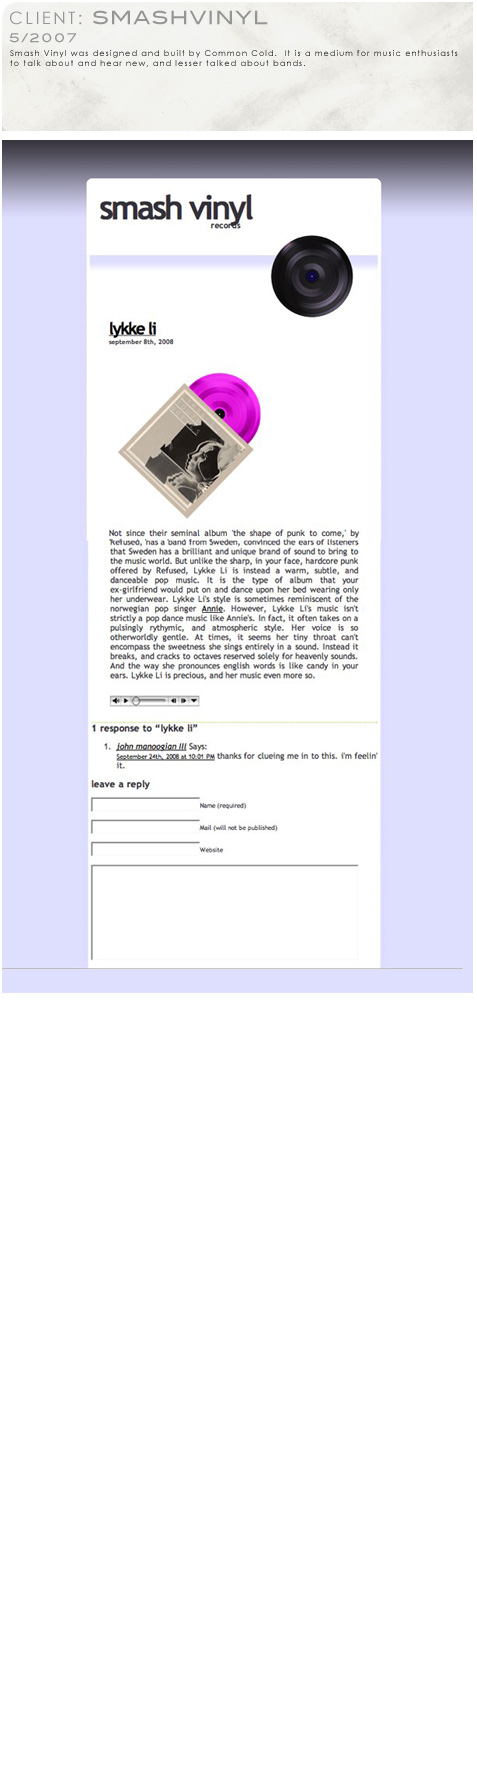 CLIENT: SMASHVINYL
5/2007
Smash Vinyl was designed and built by Common Cold. It is a medium for music enthusiasts
to talk about and hear new, and lesser talked about bands.
smash vinyl
records
lykke li
september 8th, 2008
Not since their seminal album 'the shape of punk to come,' by
Refused, has a band from Sweden, convinced the ears of listeners
that Sweden has a brilliant and unique brand of sound to bring to
the music world. But unlike the sharp, in your face, hardcore punk
offered by Refused, Lykke Li is instead a warm, subtle, and
danceable pop music. It is the type of album that your
ex-girlfriend would put on and dance upon her bed wearing only
her underwear. Lykke Li's style is sometimes reminiscent of the
norwegian pop singer Annie. However, Lykke Li's music isn't
strictly a pop dance music like Annie's. In fact, it often takes on a
pulsingly rythymic, and atmospheric style. Her voice is so
otherworldly gentle. At times, it seems her tiny throat can't
encompass the sweetness she sings entirely in a sound. Instead it
breaks, and cracks to octaves reserved solely for heavenly sounds.
And the way she pronounces english words is like candy in your
ears. Lykke Li is precious, and her music even more so.
1 response to “lykke li”
1. john manoogian III Says:
September 24th, 2008 at 10:01 PM thanks for clueing me in to this. i'm feelin'
it.
leave a reply
Name (required)
Mail (will not be published)
Website